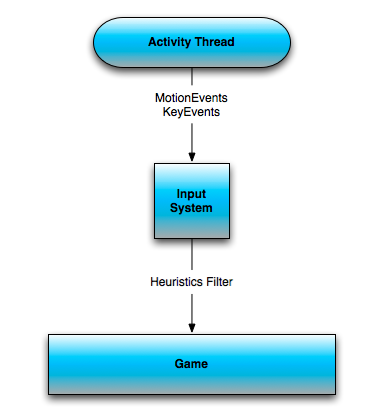 Activity Thread
MotionEvents
KeyEvents
Input
System
Heuristics Filter
Game